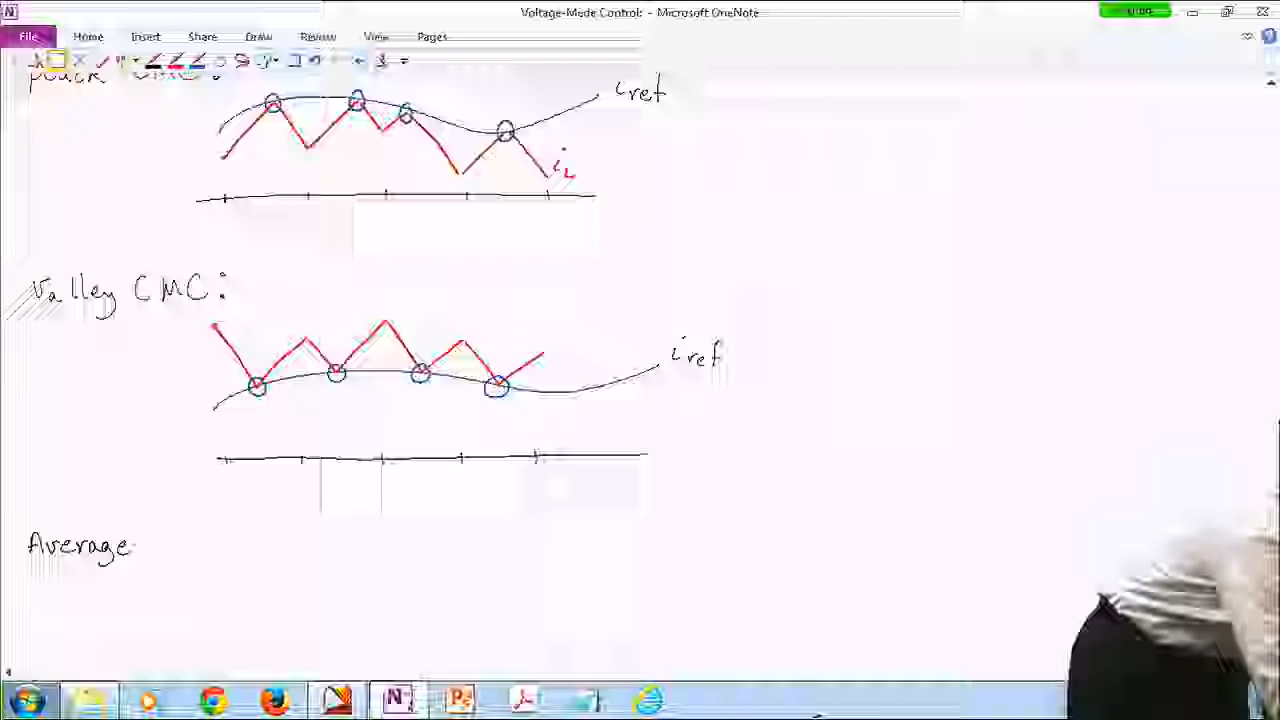 Voltage-Mode Control: - Microsoft OneNote
File Home Insert Share Draw Review View Pages
iref
iL
Valley CMC:
iref
Average